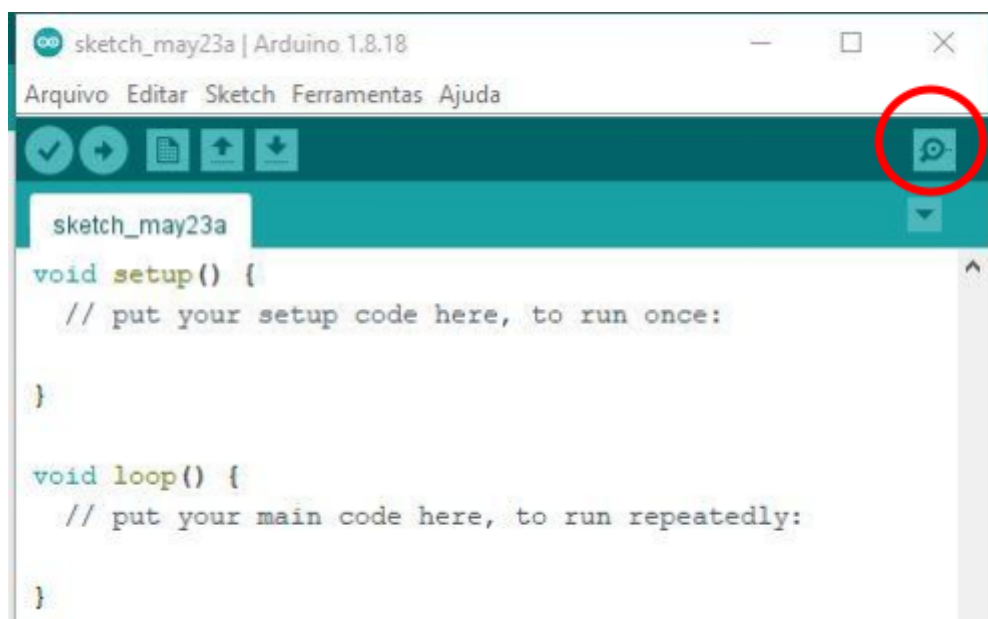 sketch_may23a | Arduino 1.8.18
Arquivo Editar Sketch Ferramentas Ajuda
sketch_may23a
void setup() {
  // put your setup code here, to run once:
}
void loop() {
  // put your main code here, to run repeatedly:
}